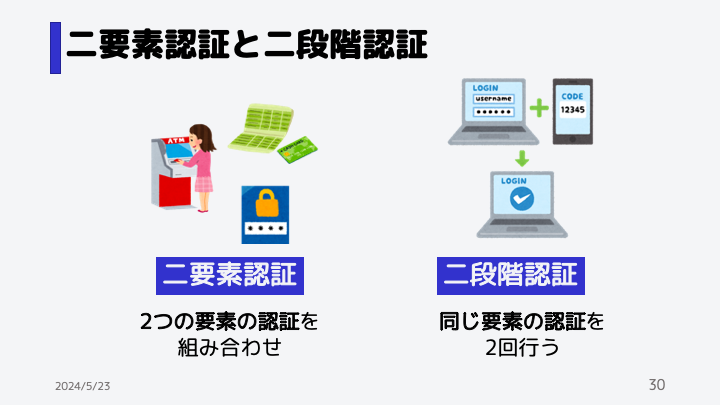 二要素認証と二段階認証
ATM
LOGIN
username
CODE
12345
LOGIN
二要素認証
二段階認証
2つの要素の認証を
組み合わせ
同じ要素の認証を
2回行う
2024/5/23
30